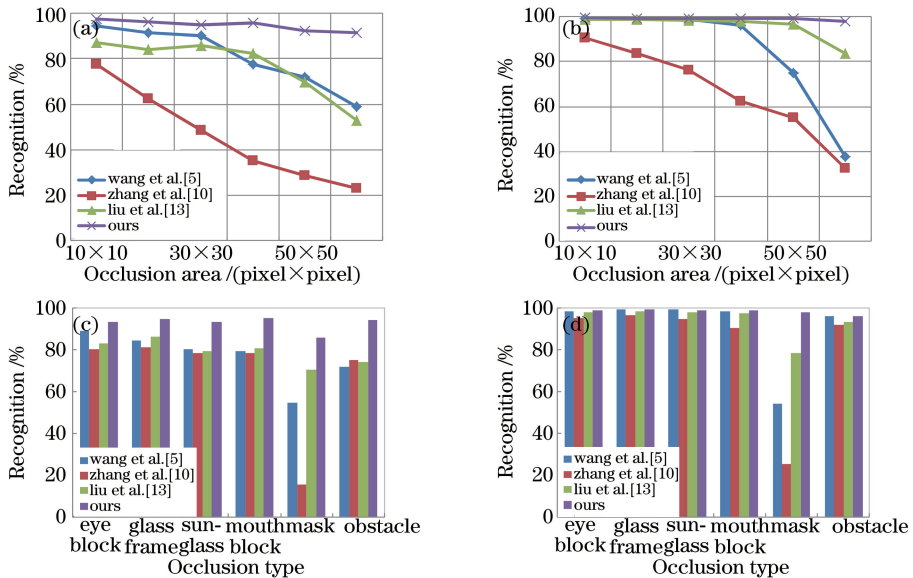 (a)
Recognition /%
100
80
60
40
20
0
wang et al.[5]
zhang et al.[10]
liu et al.[13]
ours
10×10 30×30 50×50
Occlusion area /(pixel×pixel)
(b)
Recognition /%
100
80
60
40
20
0
wang et al.[5]
zhang et al.[10]
liu et al.[13]
ours
10×10 30×30 50×50
Occlusion area /(pixel×pixel)
(c)
Recognition /%
100
80
60
40
20
0
wang et al.[5]
zhang et al.[10]
liu et al.[13]
ours
eye glass sun- mouth mask obstacle
block frame glass block
Occlusion type
(d)
Recognition /%
100
80
60
40
20
0
wang et al.[5]
zhang et al.[10]
liu et al.[13]
ours
eye glass sun- mouth mask obstacle
block frame glass block
Occlusion type